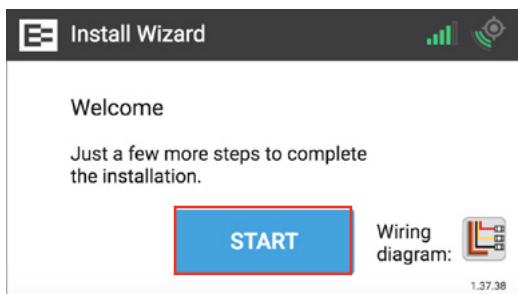 Install Wizard
Welcome
Just a few more steps to complete
the installation.
START
Wiring
diagram:
1.37.38